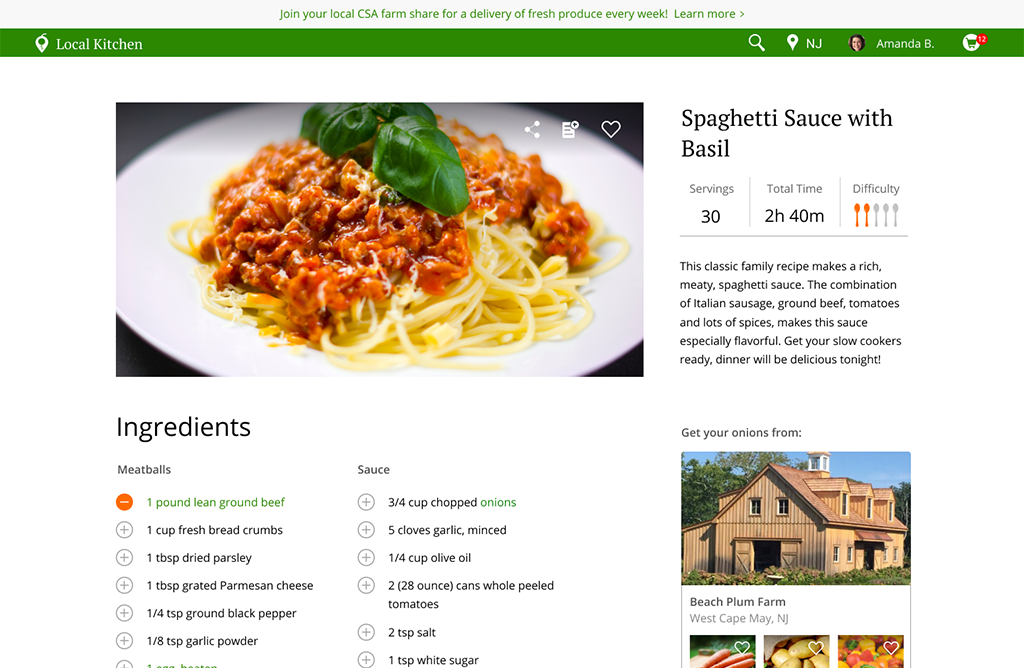 Join your local CSA farm share for a delivery of fresh produce every week! Learn more >
Local Kitchen
NJ
Amanda B.
12
Spaghetti Sauce with
Basil
Servings
Total Time
Difficulty
30
2h 40m
This classic family recipe makes a rich,
meaty, spaghetti sauce. The combination
of Italian sausage, ground beef, tomatoes
and lots of spices, makes this sauce
especially flavorful. Get your slow cookers
ready, dinner will be delicious tonight!
Ingredients
Meatballs
1 pound lean ground beef
1 cup fresh bread crumbs
1 tbsp dried parsley
1 tbsp grated Parmesan cheese
1/4 tsp ground black pepper
1/8 tsp garlic powder
1 egg, beaten
Sauce
3/4 cup chopped onions
5 cloves garlic, minced
1/4 cup olive oil
2 (28 ounce) cans whole peeled
tomatoes
2 tsp salt
1 tsp white sugar
Get your onions from:
Beach Plum Farm
West Cape May, NJ